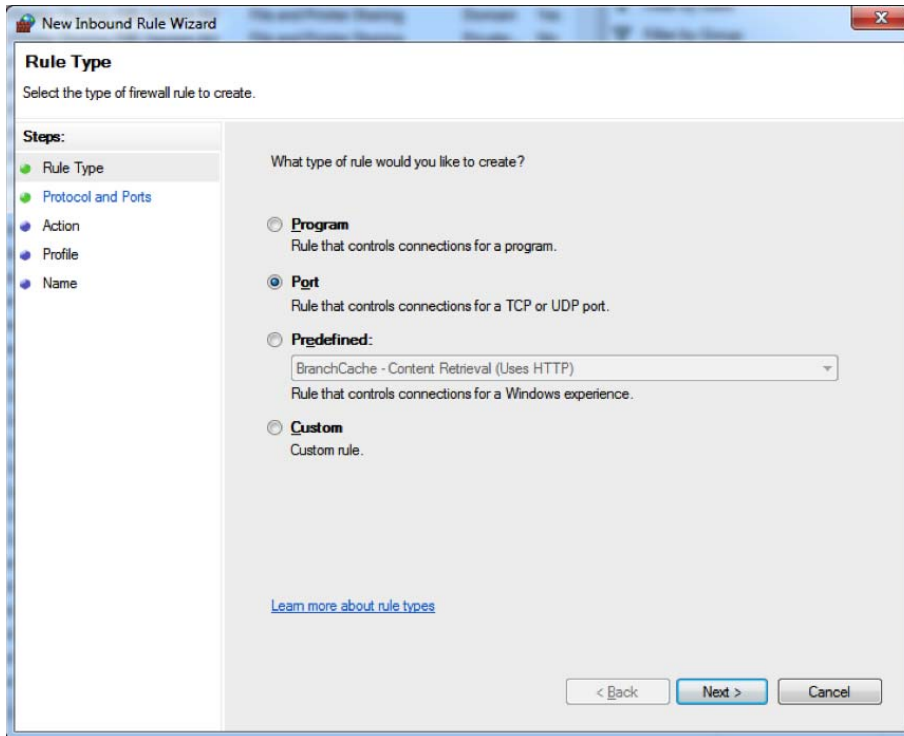 New Inbound Rule Wizard
Rule Type
Select the type of firewall rule to create.
Steps:
Rule Type
Protocol and Ports
Action
Profile
Name
What type of rule would you like to create?
Program
Rule that controls connections for a program.
Port
Rule that controls connections for a TCP or UDP port.
Predefined:
BranchCache - Content Retrieval (Uses HTTP)
Rule that controls connections for a Windows experience.
Custom
Custom rule.
Learn more about rule types
< Back Next > Cancel